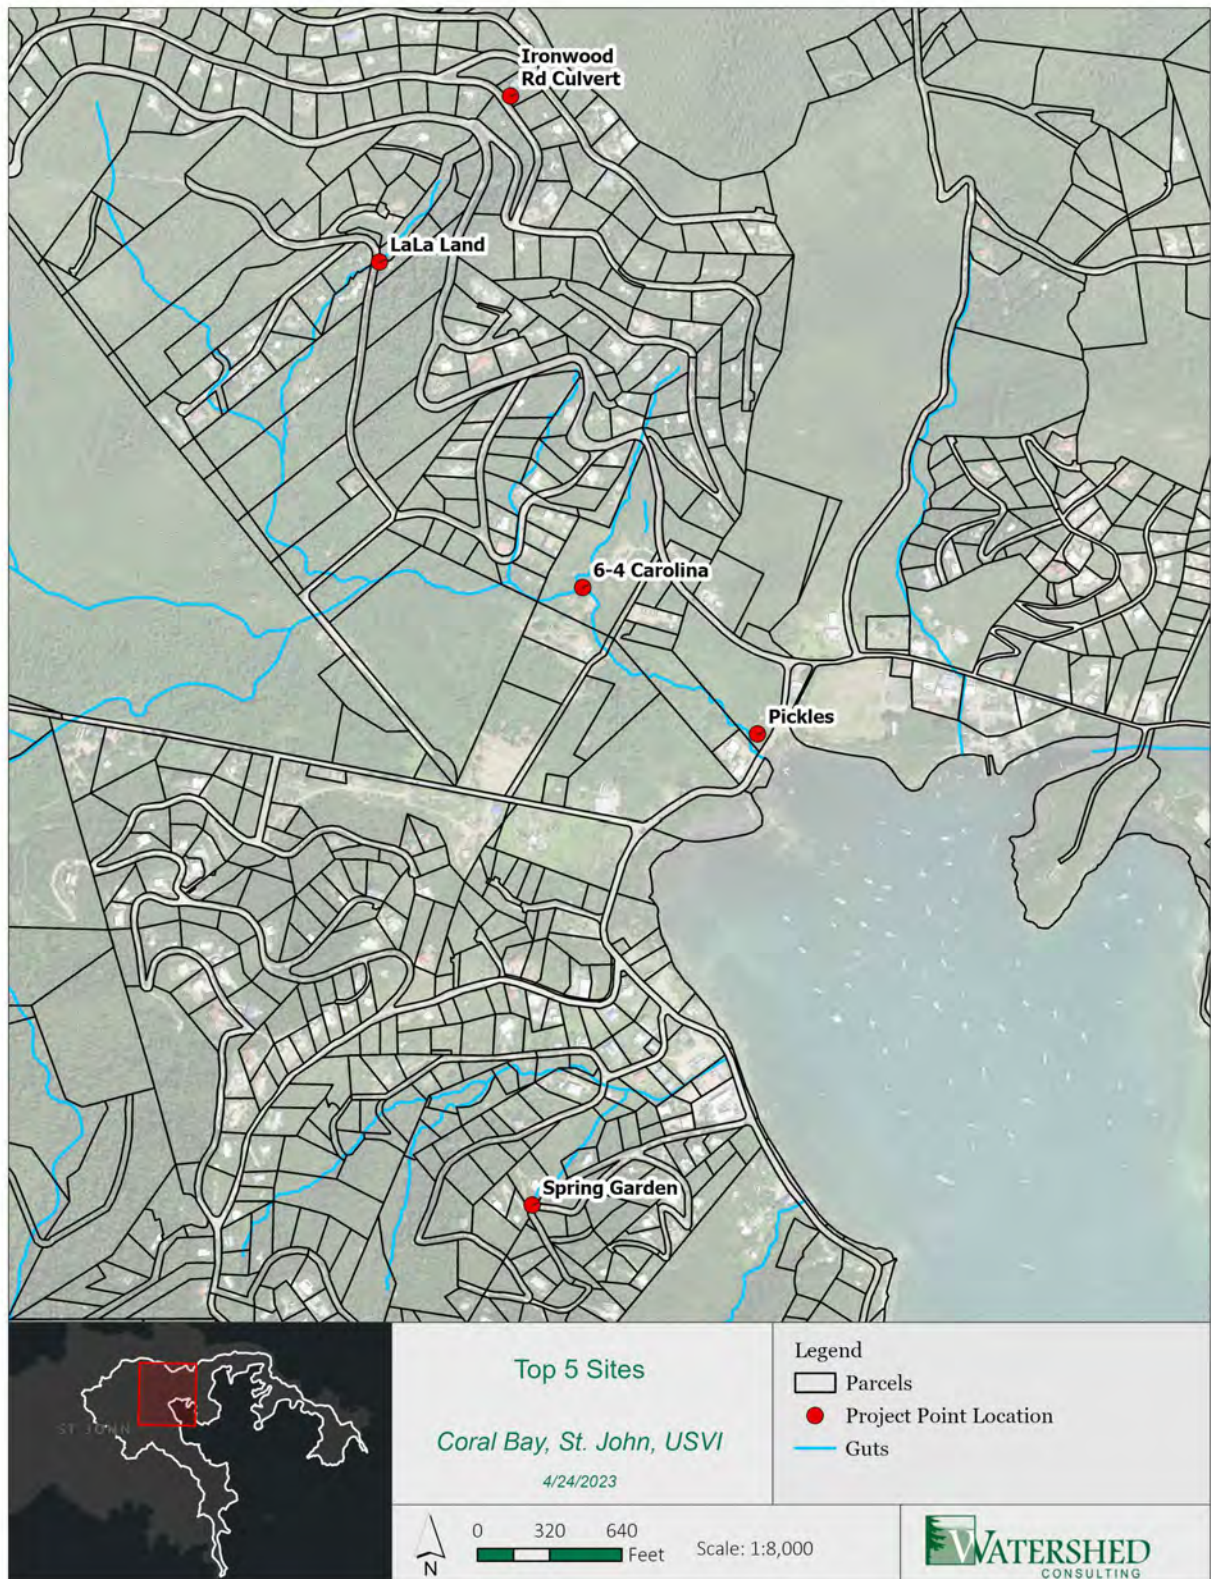 Ironwood
Rd Culvert
LaLa Land
6-4 Carolina
Pickles
Spring Garden
ST JOHN
Top 5 Sites
Coral Bay, St. John, USVI
4/24/2023
Legend
Parcels
Project Point Location
Guts
N
0 320 640
Feet
Scale: 1:8,000
WATERSHED
CONSULTING